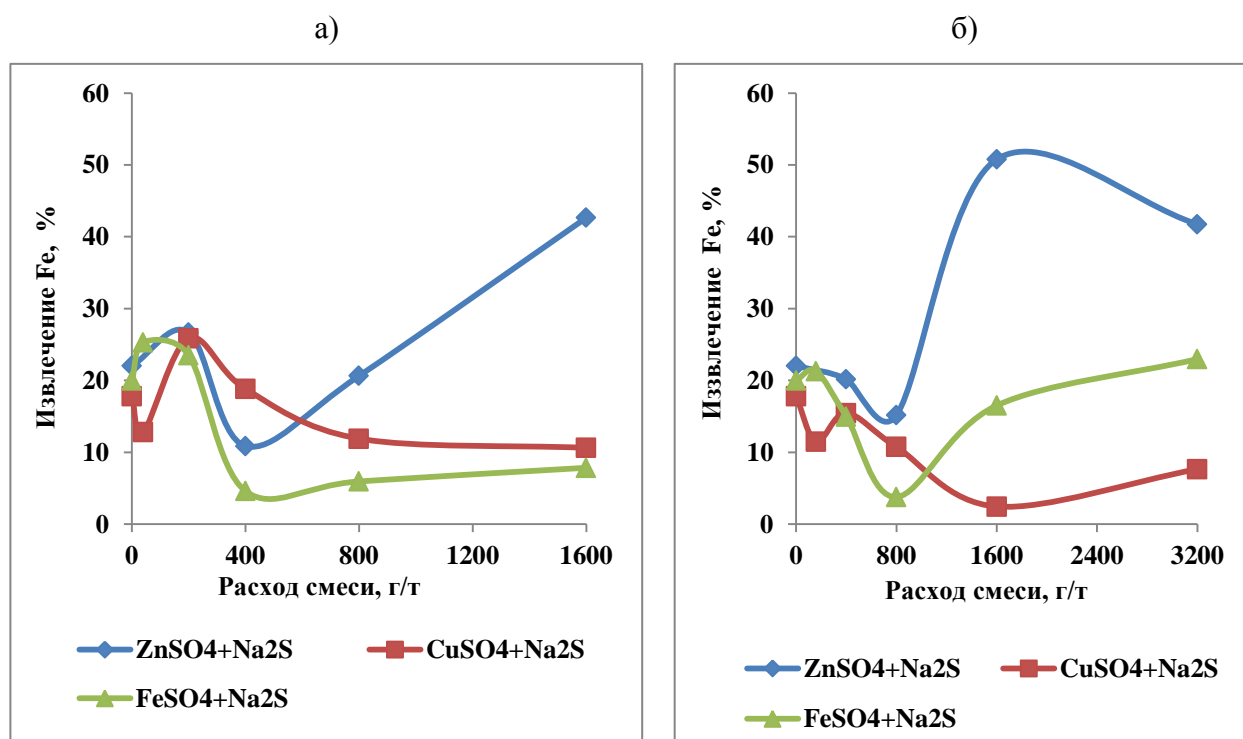 а)
60
50
40
30
20
10
0
Извлечение Fe, %
0 400 800 1200 1600
Расход смеси, г/т
ZnSO4+Na2S CuSO4+Na2S
FeSO4+Na2S
б)
60
50
40
30
20
10
0
Иззвлечение Fe, %
0 800 1600 2400 3200
Расход смеси, г/т
ZnSO4+Na2S CuSO4+Na2S
FeSO4+Na2S